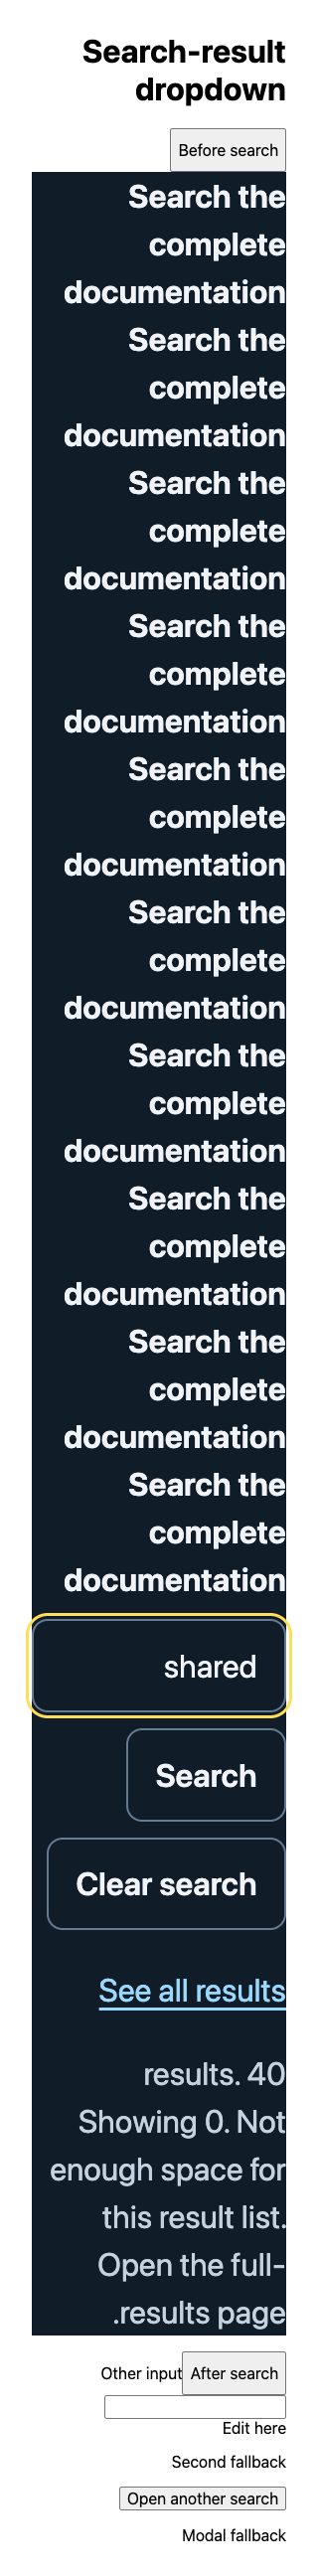 Search-result
dropdown
Before search
Search the
complete
documentation
Search the
complete
documentation
Search the
complete
documentation
Search the
complete
documentation
Search the
complete
documentation
Search the
complete
documentation
Search the
complete
documentation
Search the
complete
documentation
Search the
complete
documentation
Search the
complete
documentation
shared
Search
Clear search
See all results
results. 40
Showing 0. Not
enough space for
this result list.
Open the full-
.results page
Other input After search
Edit here
Second fallback
Open another search
Modal fallback